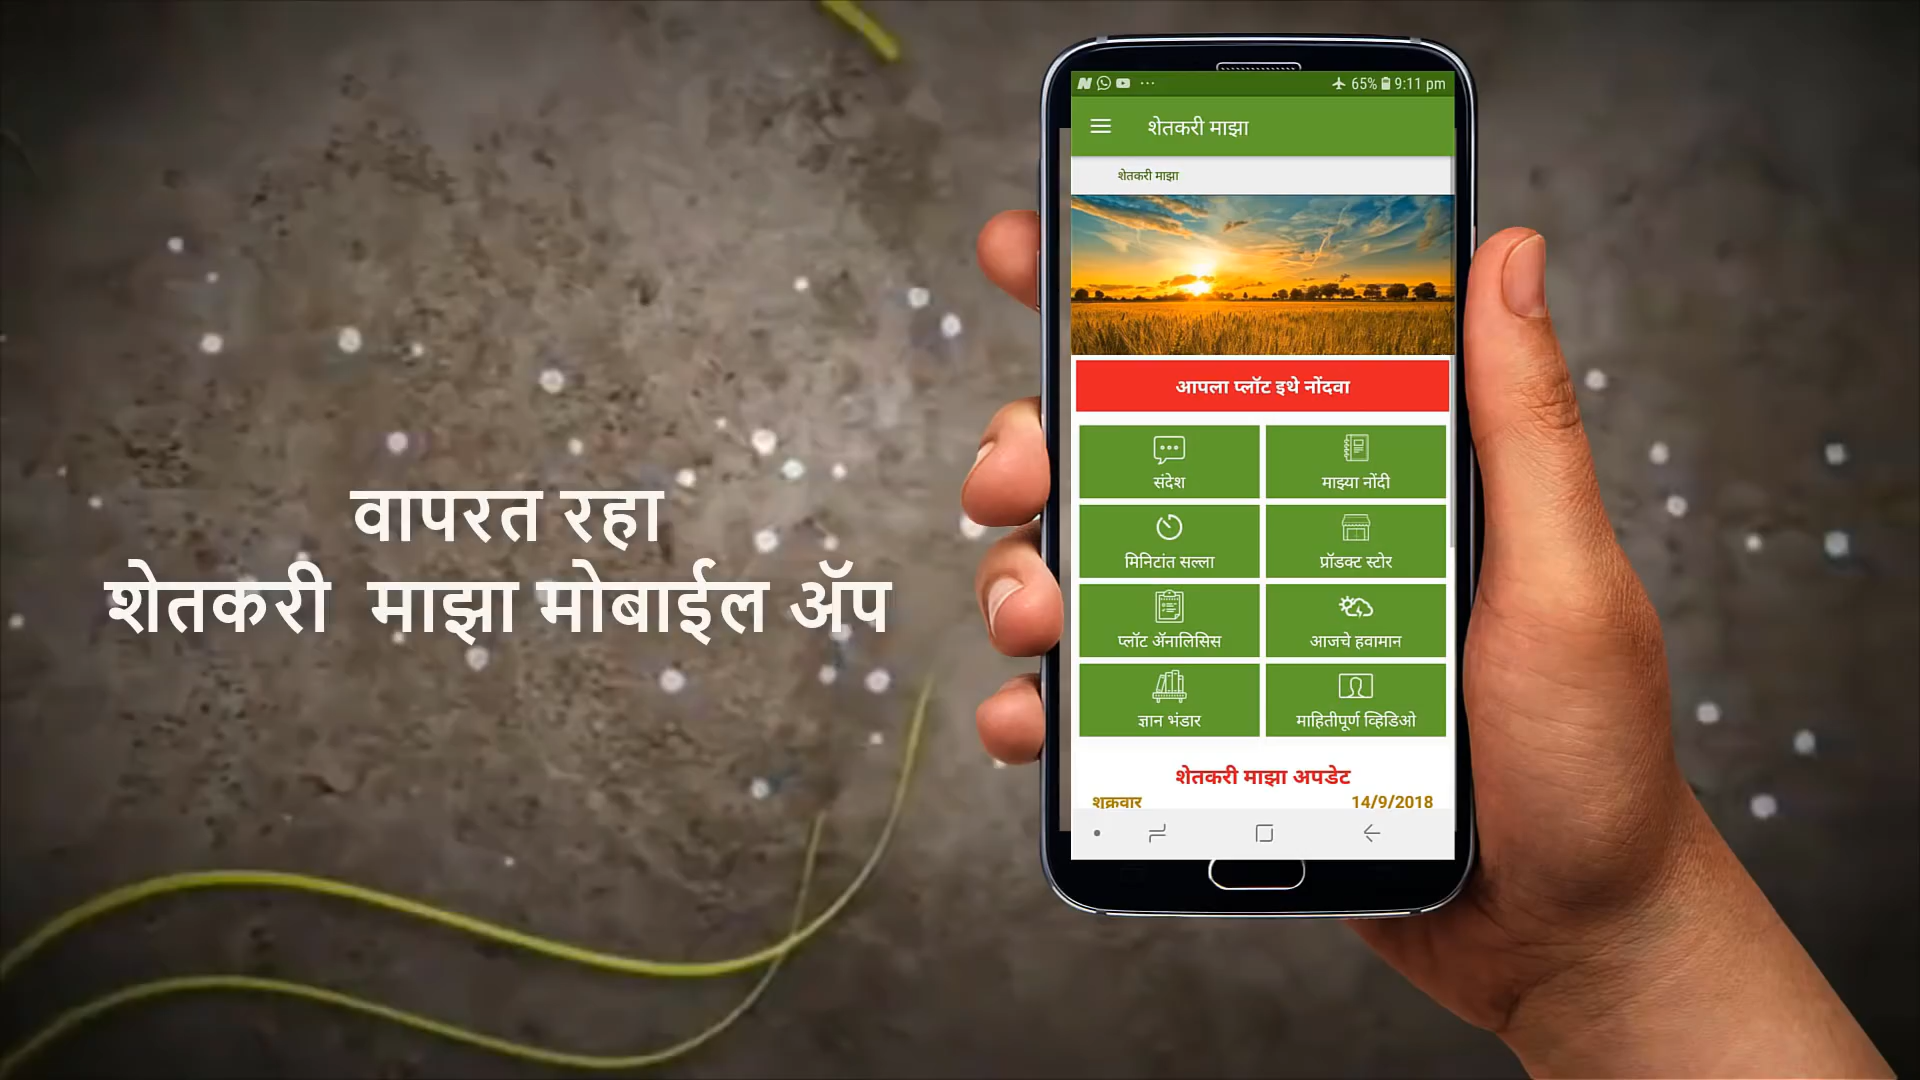 वापरत रहा
शेतकरी माझा मोबाईल ॲप
65% 9:11 pm
शेतकरी माझा
शेतकरी माझा
आपला प्लॉट इथे नोंदवा
संदेश
माझ्या नोंदी
मिनिटांत सल्ला
प्रॉडक्ट स्टोर
प्लॉट ॲनालिसिस
आजचे हवामान
ज्ञान भंडार
माहितीपूर्ण व्हिडिओ
शेतकरी माझा अपडेट
शुक्रवार 14/9/2018